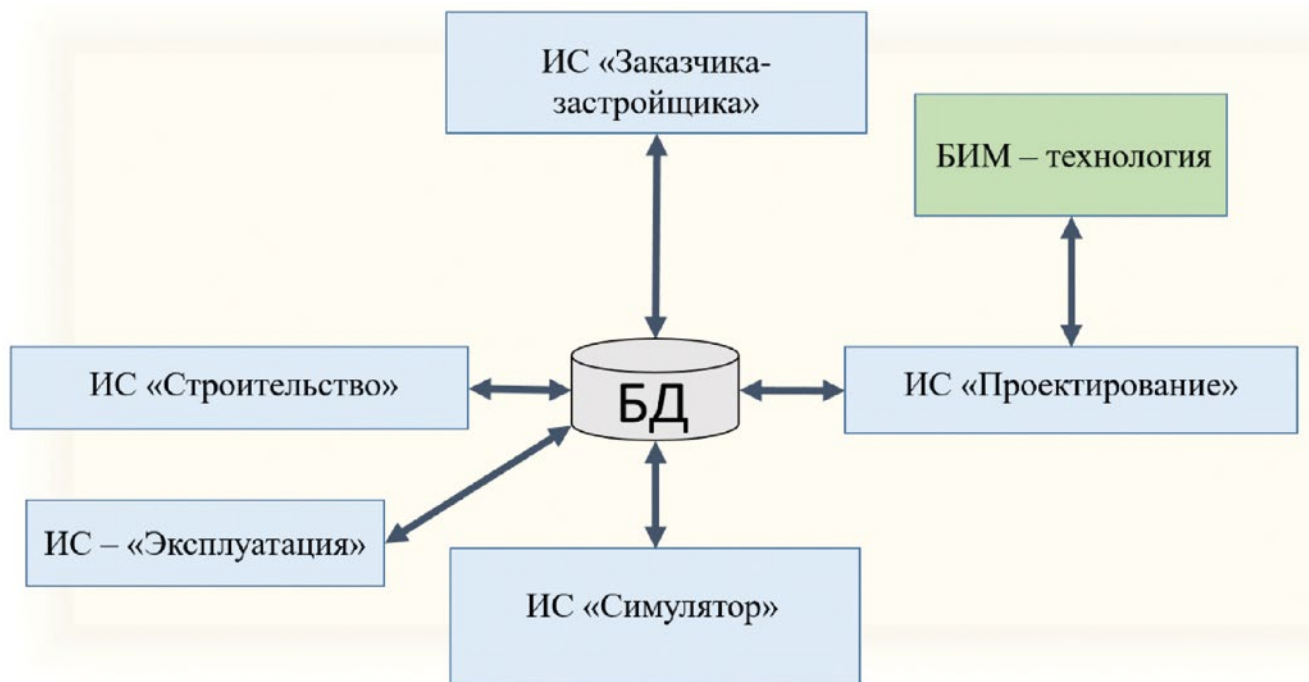 ИС «Заказчика-
застройщика»
БИМ – технология
ИС «Строительство»
БД
ИС «Проектирование»
ИС – «Эксплуатация»
ИС «Симулятор»